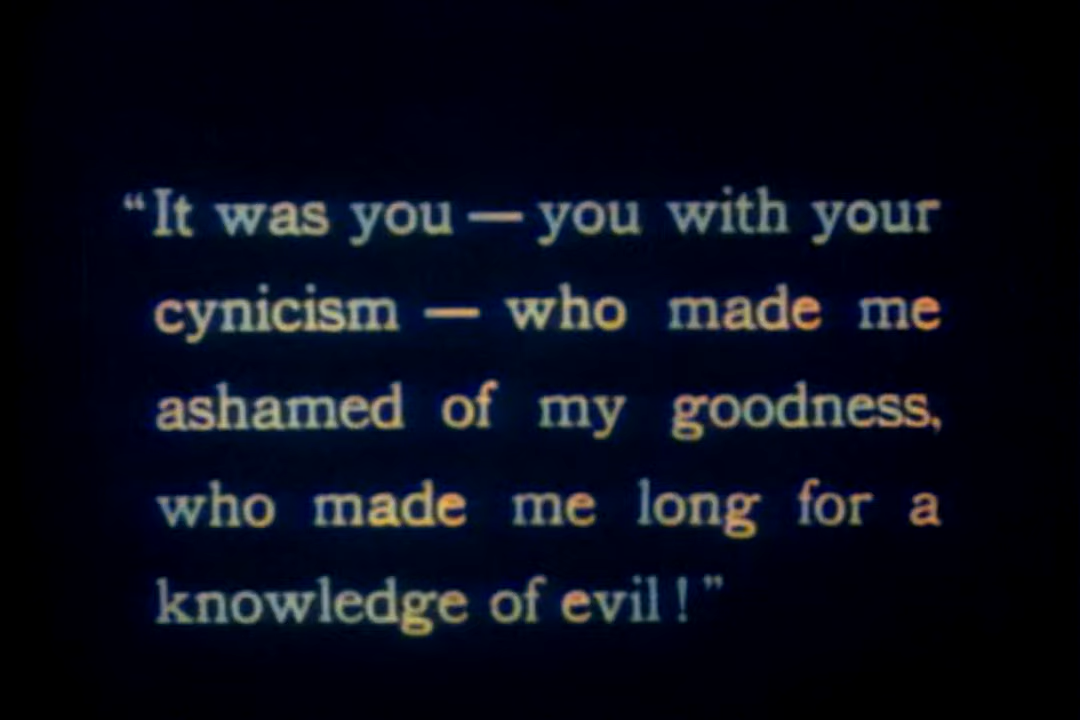 “It was you — you with your
cynicism — who made me
ashamed of my goodness,
who made me long for a
knowledge of evil!”